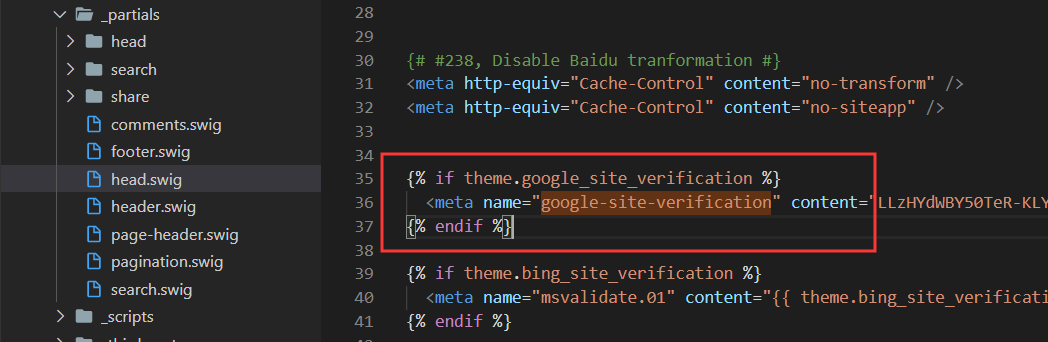 _partials
head
search
share
comments.swig
footer.swig
head.swig
header.swig
page-header.swig
pagination.swig
search.swig
_scripts
28
29
30 {# #238, Disable Baidu tranformation #}
31 <meta http-equiv="Cache-Control" content="no-transform" />
32 <meta http-equiv="Cache-Control" content="no-siteapp" />
33
34
35 {% if theme.google_site_verification %}
36 <meta name="google-site-verification" content="LLzHYdWBY50TeR-KLY
37 {% endif %}
38
39 {% if theme.bing_site_verification %}
40 <meta name="msvalidate.01" content="{{ theme.bing_site_verificati
41 {% endif %}